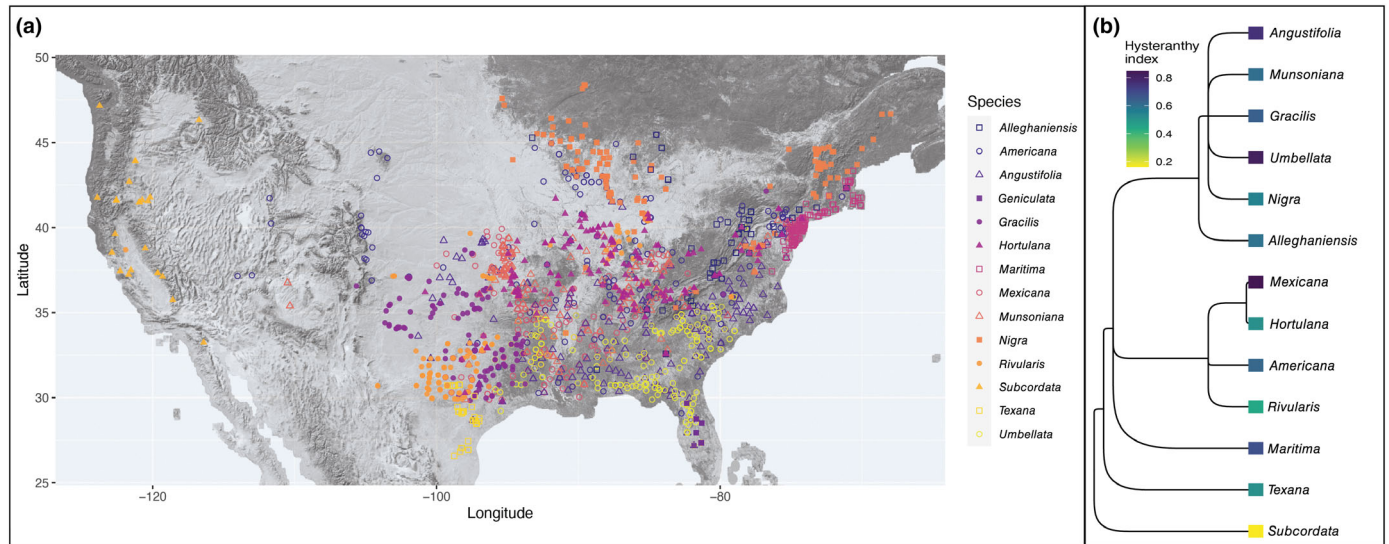 (a)
50
45
40
35
30
25
Latitude
−120
−100
−80
Longitude
Species
Alleghaniensis
Americana
Angustifolia
Geniculata
Gracilis
Hortulana
Maritima
Mexicana
Munsoniana
Nigra
Rivularis
Subcordata
Texana
Umbellata
(b)
Hysteranthy
index
0.8
0.6
0.4
0.2
Angustifolia
Munsoniana
Gracilis
Umbellata
Nigra
Alleghaniensis
Mexicana
Hortulana
Americana
Rivularis
Maritima
Texana
Subcordata